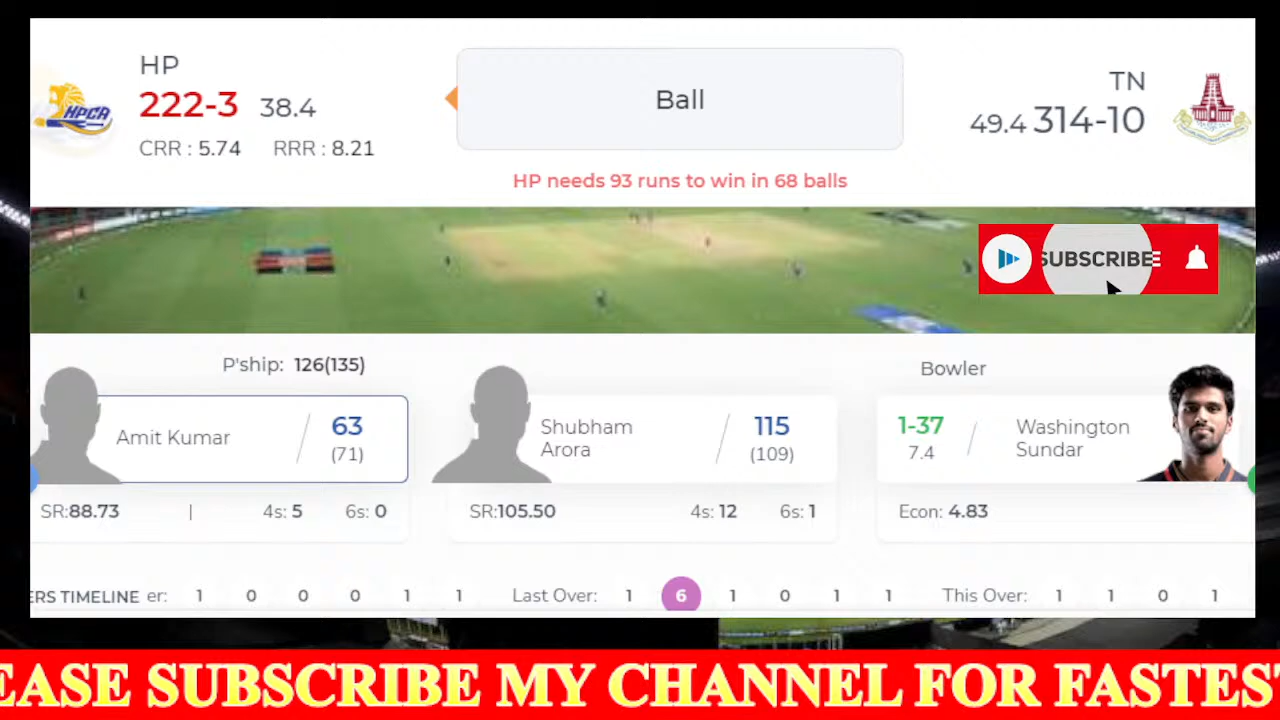 HP
222-3 38.4
CRR : 5.74 RRR : 8.21
Ball
HP needs 93 runs to win in 68 balls
TN
49.4 314-10
HPCA
SUBSCRIBE
P'ship: 126(135)
Amit Kumar
63
(71)
SR:88.73 | 4s: 5 6s: 0
Shubham
Arora
115
(109)
SR:105.50 4s: 12 6s: 1
Bowler
1-37
7.4
Washington
Sundar
Econ: 4.83
ERS TIMELINE er: 1 0 0 0 1 1 Last Over: 1 6 1 0 1 1 This Over: 1 1 0 1
EASE SUBSCRIBE MY CHANNEL FOR FASTEST